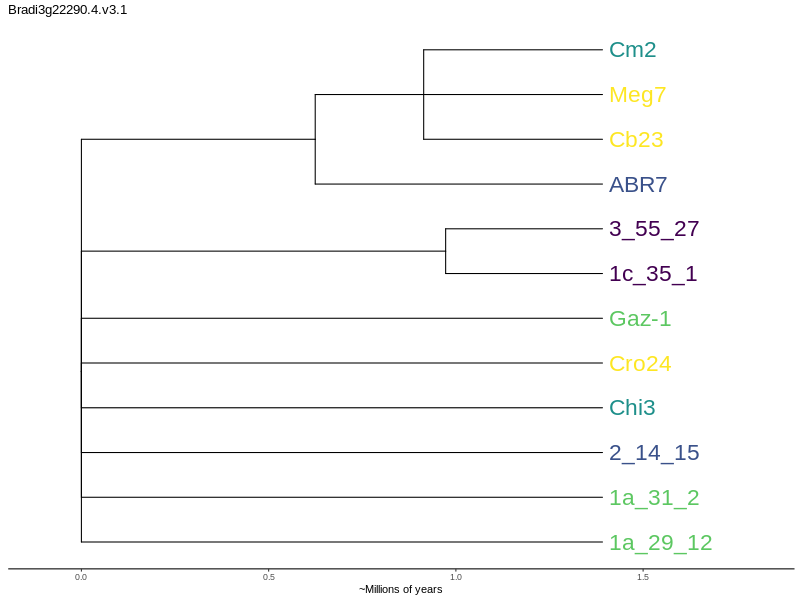 Bradi3g22290.4.v3.1
Cm2
Meg7
Cb23
ABR7
3_55_27
1c_35_1
Gaz-1
Cro24
Chi3
2_14_15
1a_31_2
1a_29_12
0.0 0.5 1.0 1.5
~Millions of years